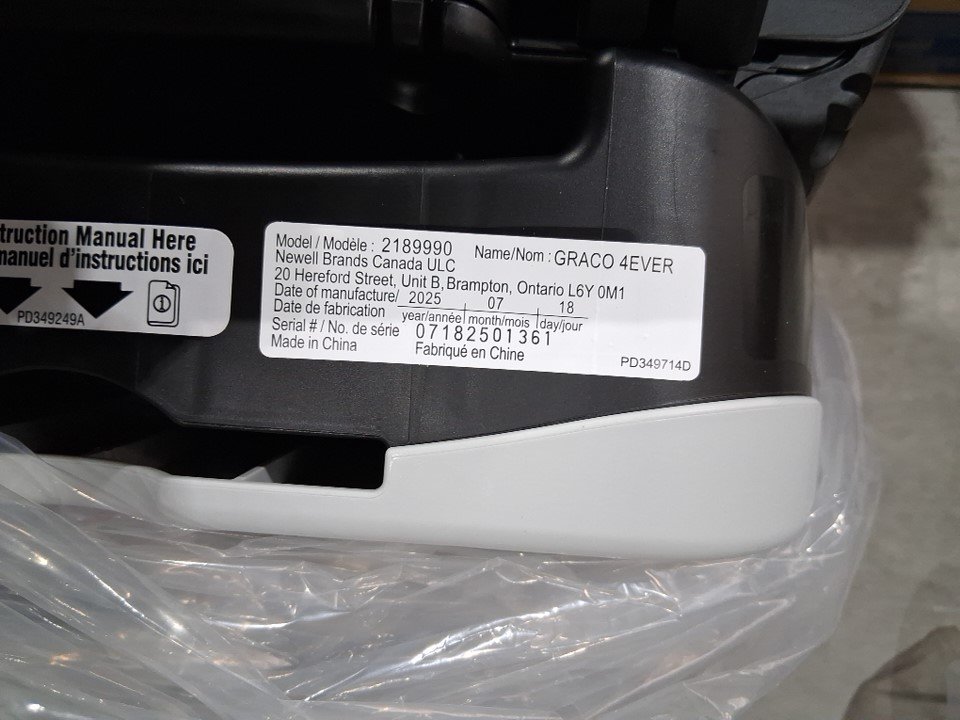 truction Manual Here
manuel d'instructions ici
PD349249A
Model / Modèle : 2189990 Name/Nom : GRACO 4EVER
Newell Brands Canada ULC
20 Hereford Street, Unit B, Brampton, Ontario L6Y 0M1
Date of manufacture/ 2025 07 18
Date de fabrication year/année month/mois day/jour
Serial # / No. de série 07182501361
Made in China Fabriqué en Chine
PD349714D